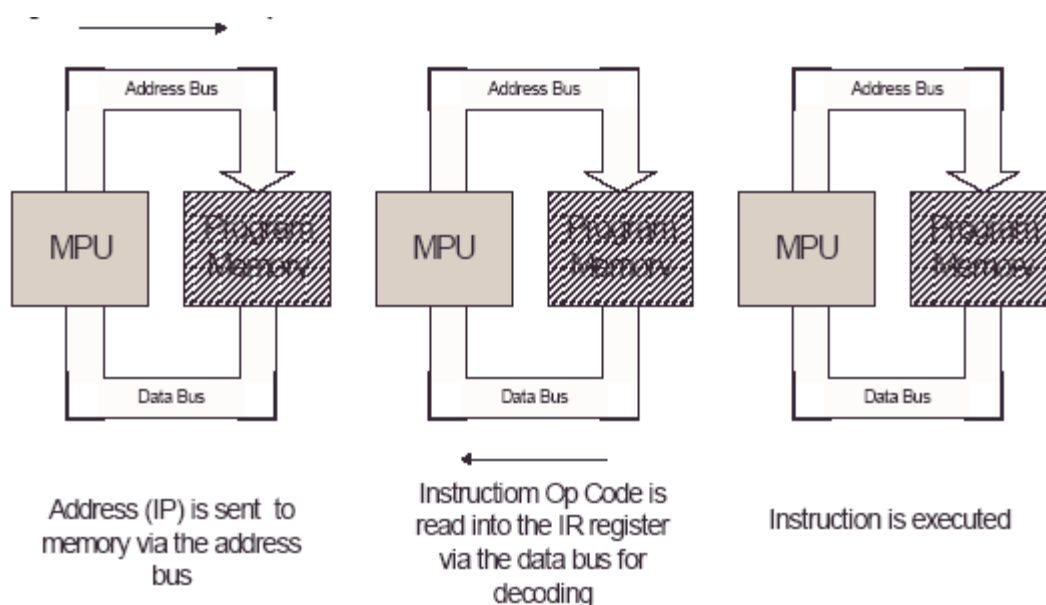 Address Bus
Address Bus
Address Bus
MPU
Program
Memory
MPU
Program
Memory
MPU
Program
Memory
Data Bus
Data Bus
Data Bus
Address (IP) is sent to
memory via the address
bus
Instructiom Op Code is
read into the IR register
via the data bus for
decoding
Instruction is executed